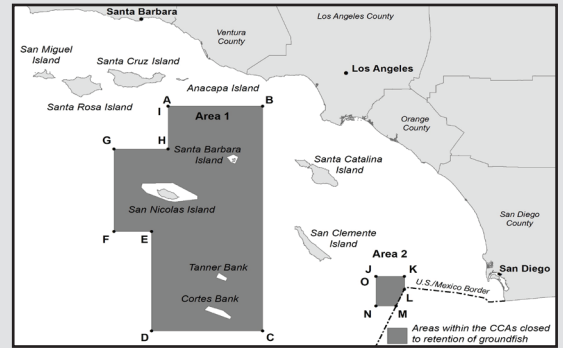 Santa Barbara
Ventura
County
Los Angeles County
San Miguel
Island
Santa Cruz Island
Los Angeles
Santa Rosa Island
Anacapa Island
A
B
I
Area 1
Orange
County
G
H
Santa Barbara
Island
Santa Catalina
Island
San Nicolas Island
San Diego
County
F
E
San Clemente
Island
Area 2
Tanner Bank
J
K
O
San Diego
U.S./Mexico Border
Cortes Bank
L
N
M
D
C
Areas within the CCAs closed
to retention of groundfish